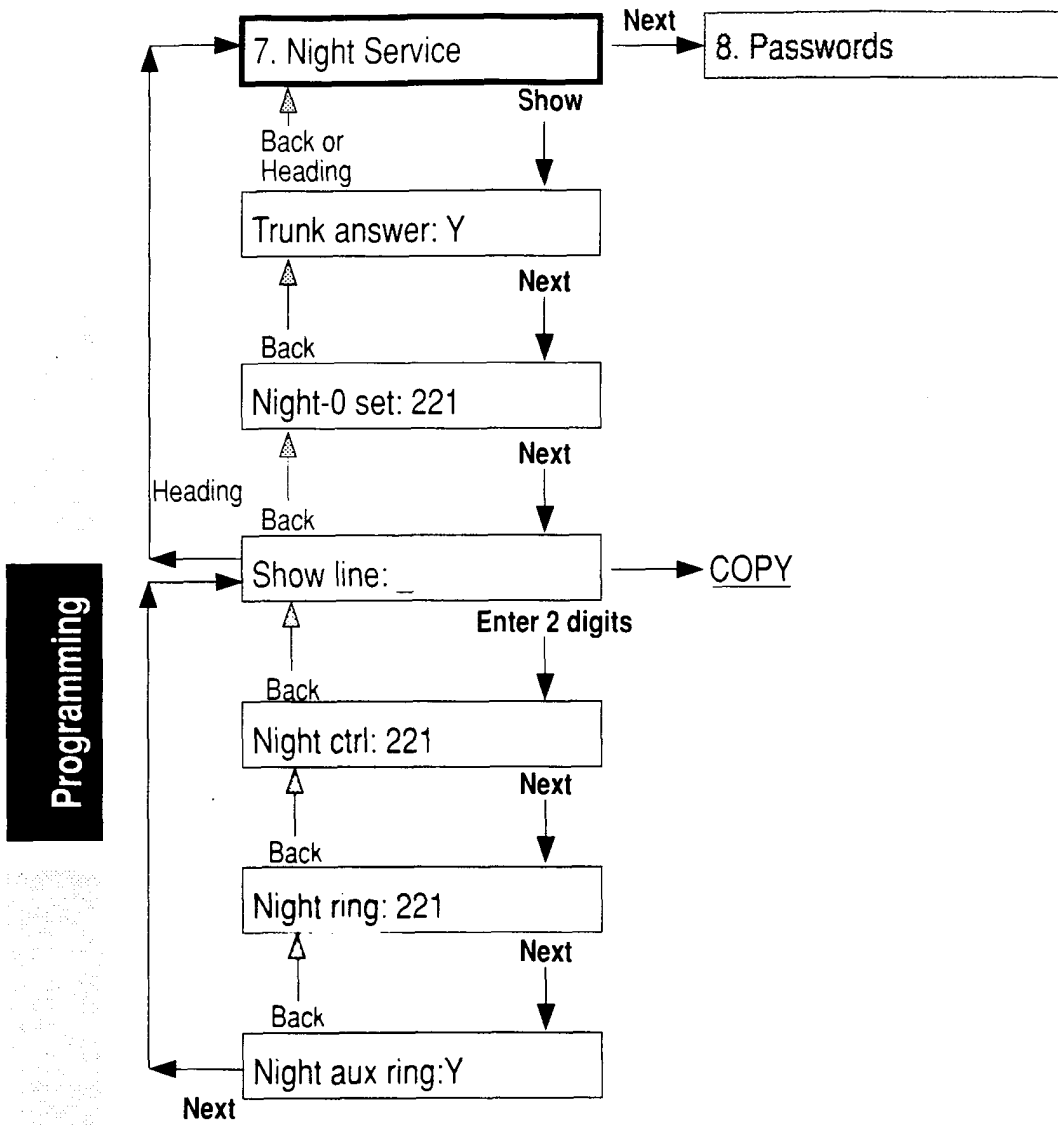 7. Night Service
Next
8. Passwords
Show
Back or
Heading
Trunk answer: Y
Next
Back
Night-0 set: 221
Next
Heading
Back
Show line: _
COPY
Enter 2 digits
Back
Night ctrl: 221
Next
Back
Night ring: 221
Next
Back
Night aux ring:Y
Next
Programming